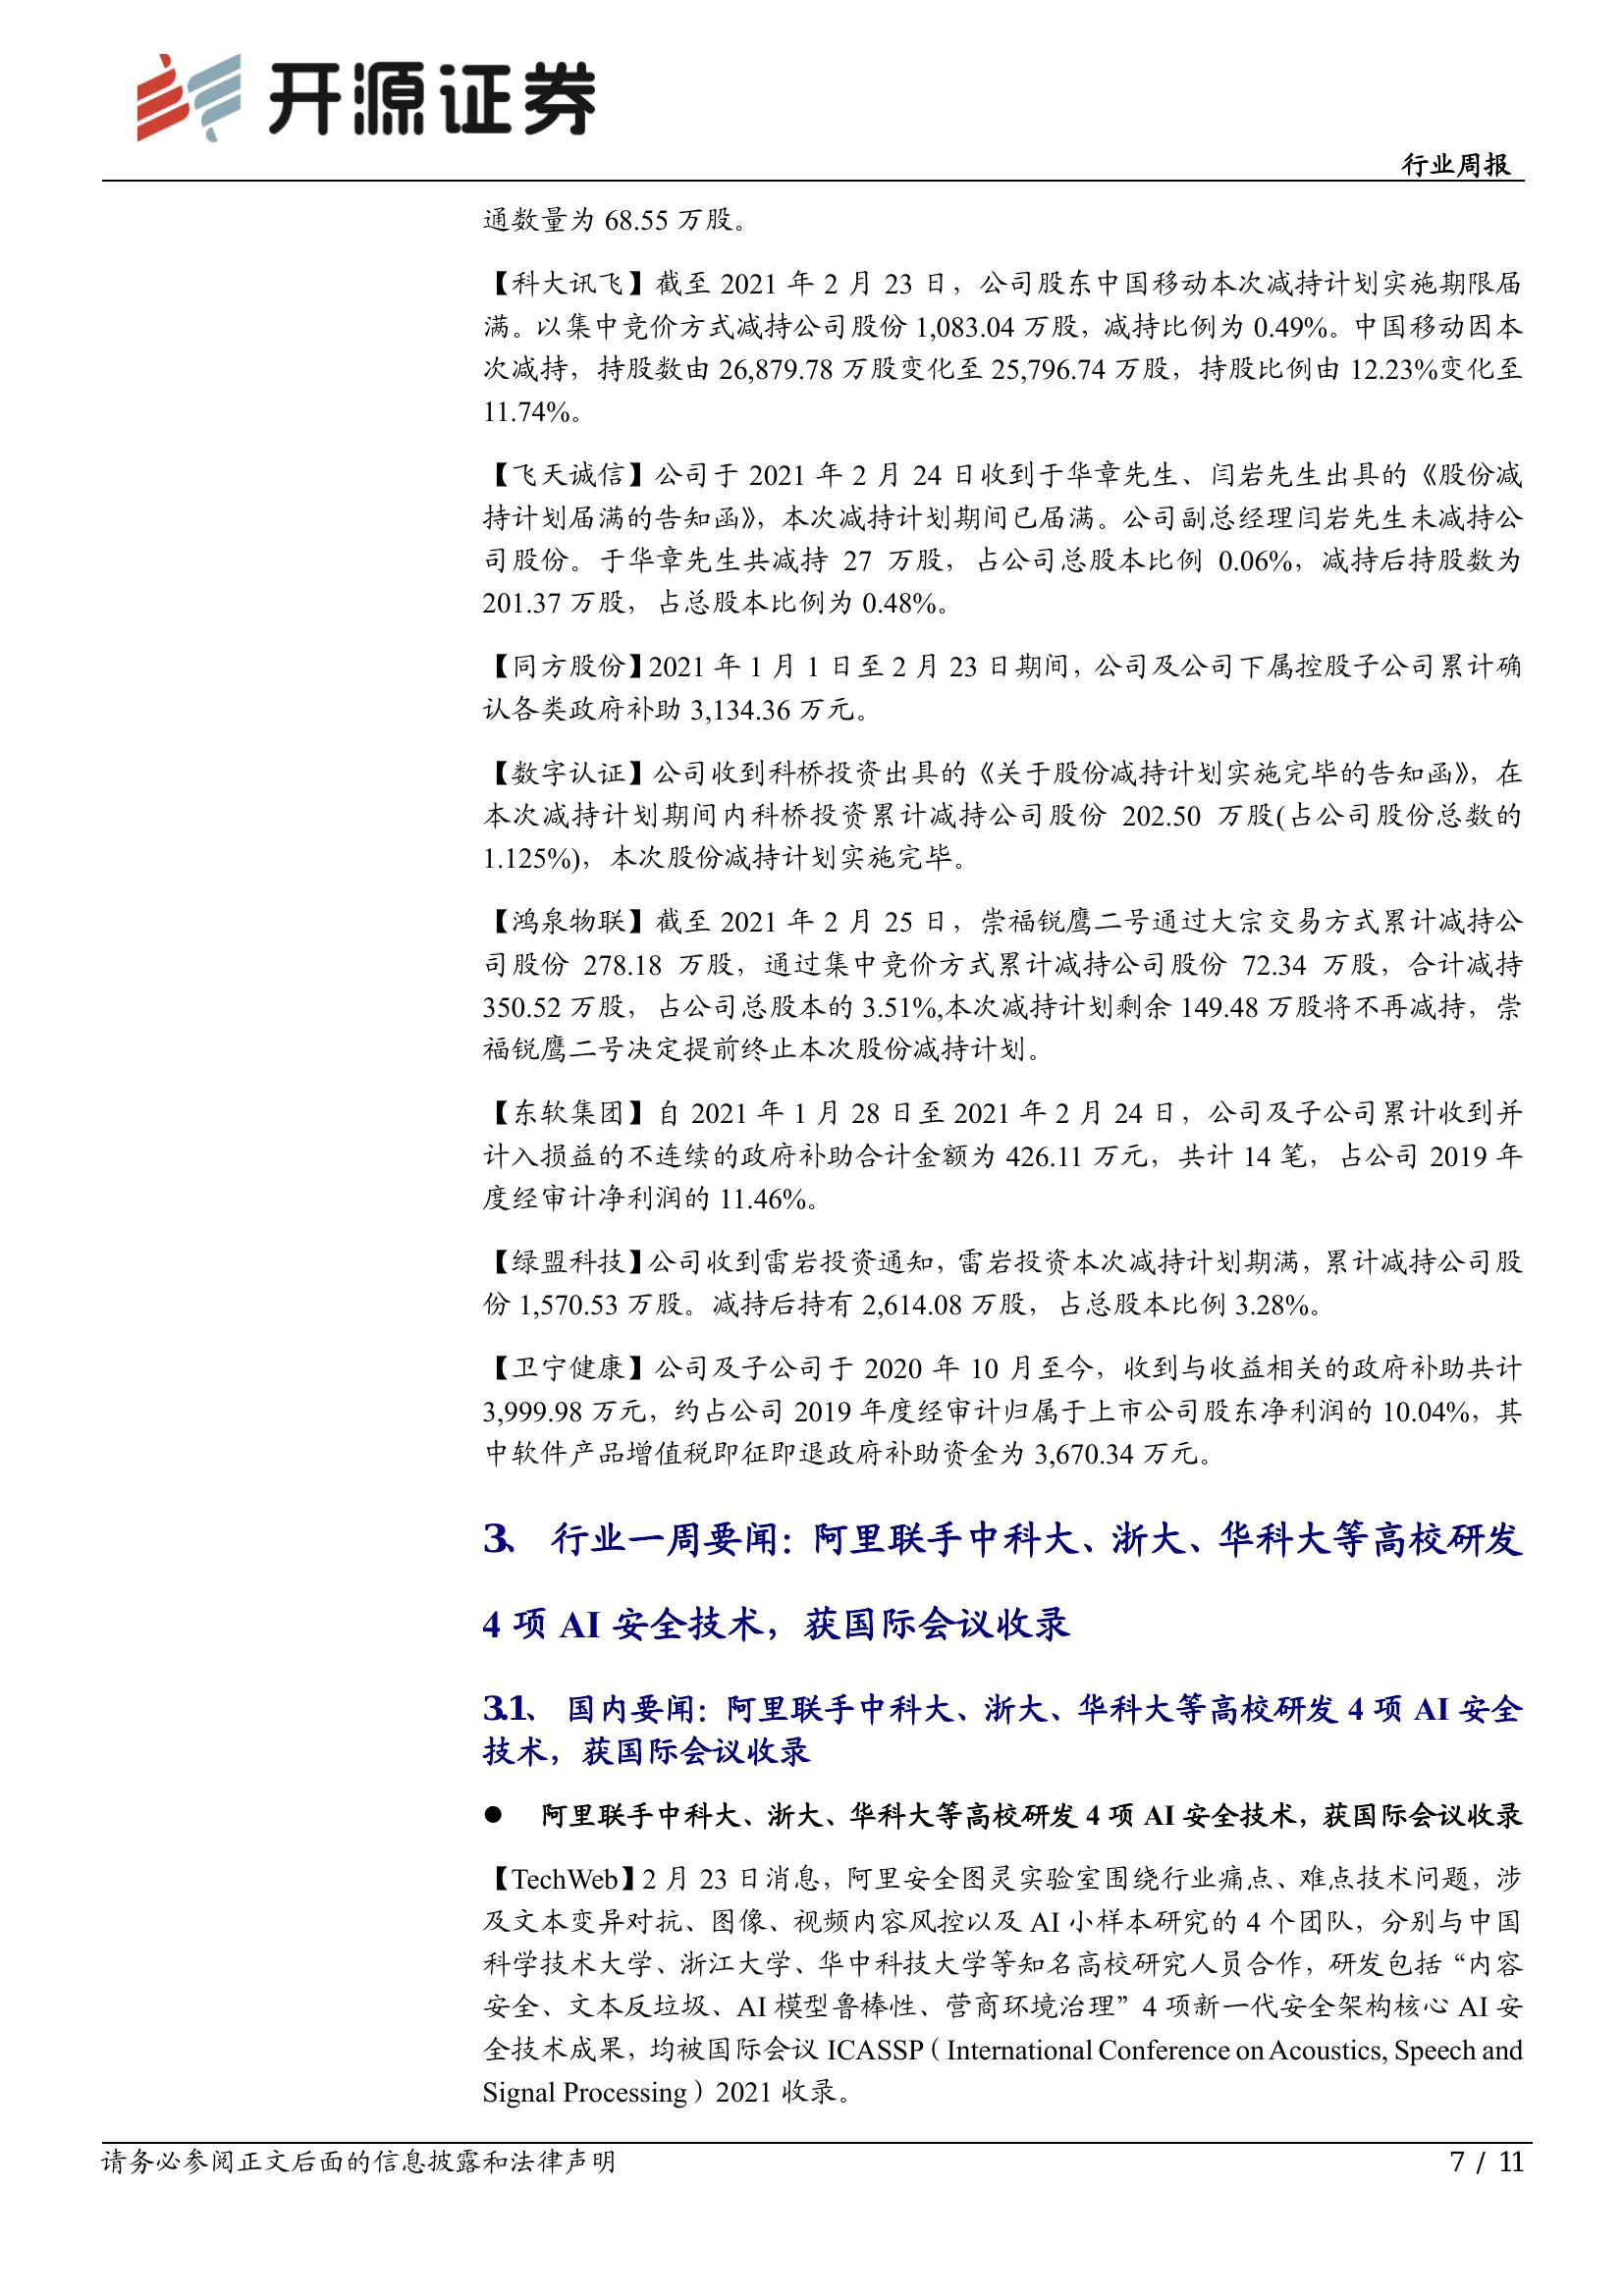 开源证券
行业周报
通数量为 68.55 万股。
【科大讯飞】截至 2021 年 2 月 23 日，公司股东中国移动本次减持计划实施期限届
满。以集中竞价方式减持公司股份 1,083.04 万股，减持比例为 0.49%。中国移动因本
次减持，持股数由 26,879.78 万股变化至 25,796.74 万股，持股比例由 12.23%变化至
11.74%。
【飞天诚信】公司于 2021 年 2 月 24 日收到于华章先生、闫岩先生出具的《股份减
持计划届满的告知函》，本次减持计划期间已届满。公司副总经理闫岩先生未减持公
司股份。于华章先生共减持 27 万股，占公司总股本比例 0.06%，减持后持股数为
201.37 万股，占总股本比例为 0.48%。
【同方股份】2021 年 1 月 1 日至 2 月 23 日期间，公司及公司下属控股子公司累计确
认各类政府补助 3,134.36 万元。
【数字认证】公司收到科桥投资出具的《关于股份减持计划实施完毕的告知函》，在
本次减持计划期间内科桥投资累计减持公司股份 202.50 万股(占公司股份总数的
1.125%)，本次股份减持计划实施完毕。
【鸿泉物联】截至 2021 年 2 月 25 日，崇福锐鹰二号通过大宗交易方式累计减持公
司股份 278.18 万股，通过集中竞价方式累计减持公司股份 72.34 万股，合计减持
350.52 万股，占公司总股本的 3.51%,本次减持计划剩余 149.48 万股将不再减持，崇
福锐鹰二号决定提前终止本次股份减持计划。
【东软集团】自 2021 年 1 月 28 日至 2021 年 2 月 24 日，公司及子公司累计收到并
计入损益的不连续的政府补助合计金额为 426.11 万元，共计 14 笔，占公司 2019 年
度经审计净利润的 11.46%。
【绿盟科技】公司收到雷岩投资通知，雷岩投资本次减持计划期满，累计减持公司股
份 1,570.53 万股。减持后持有 2,614.08 万股，占总股本比例 3.28%。
【卫宁健康】公司及子公司于 2020 年 10 月至今，收到与收益相关的政府补助共计
3,999.98 万元，约占公司 2019 年度经审计归属于上市公司股东净利润的 10.04%，其
中软件产品增值税即征即退政府补助资金为 3,670.34 万元。
3、 行业一周要闻：阿里联手中科大、浙大、华科大等高校研发
4 项 AI 安全技术，获国际会议收录
3.1、 国内要闻：阿里联手中科大、浙大、华科大等高校研发 4 项 AI 安全
技术，获国际会议收录
● 阿里联手中科大、浙大、华科大等高校研发 4 项 AI 安全技术，获国际会议收录
【TechWeb】2 月 23 日消息，阿里安全图灵实验室围绕行业痛点、难点技术问题，涉
及文本变异对抗、图像、视频内容风控以及 AI 小样本研究的 4 个团队，分别与中国
科学技术大学、浙江大学、华中科技大学等知名高校研究人员合作，研发包括“内容
安全、文本反垃圾、AI 模型鲁棒性、营商环境治理”4 项新一代安全架构核心 AI 安
全技术成果，均被国际会议 ICASSP（International Conference on Acoustics, Speech and
Signal Processing）2021 收录。
请务必参阅正文后面的信息披露和法律声明
7 / 11